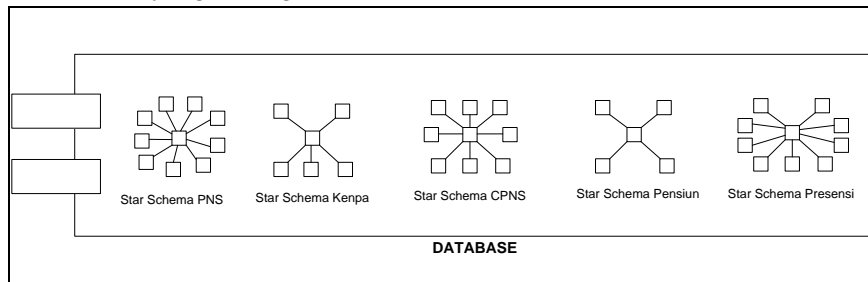 Star Schema PNS
Star Schema Kenpa
Star Schema CPNS
Star Schema Pensiun
Star Schema Presensi
DATABASE